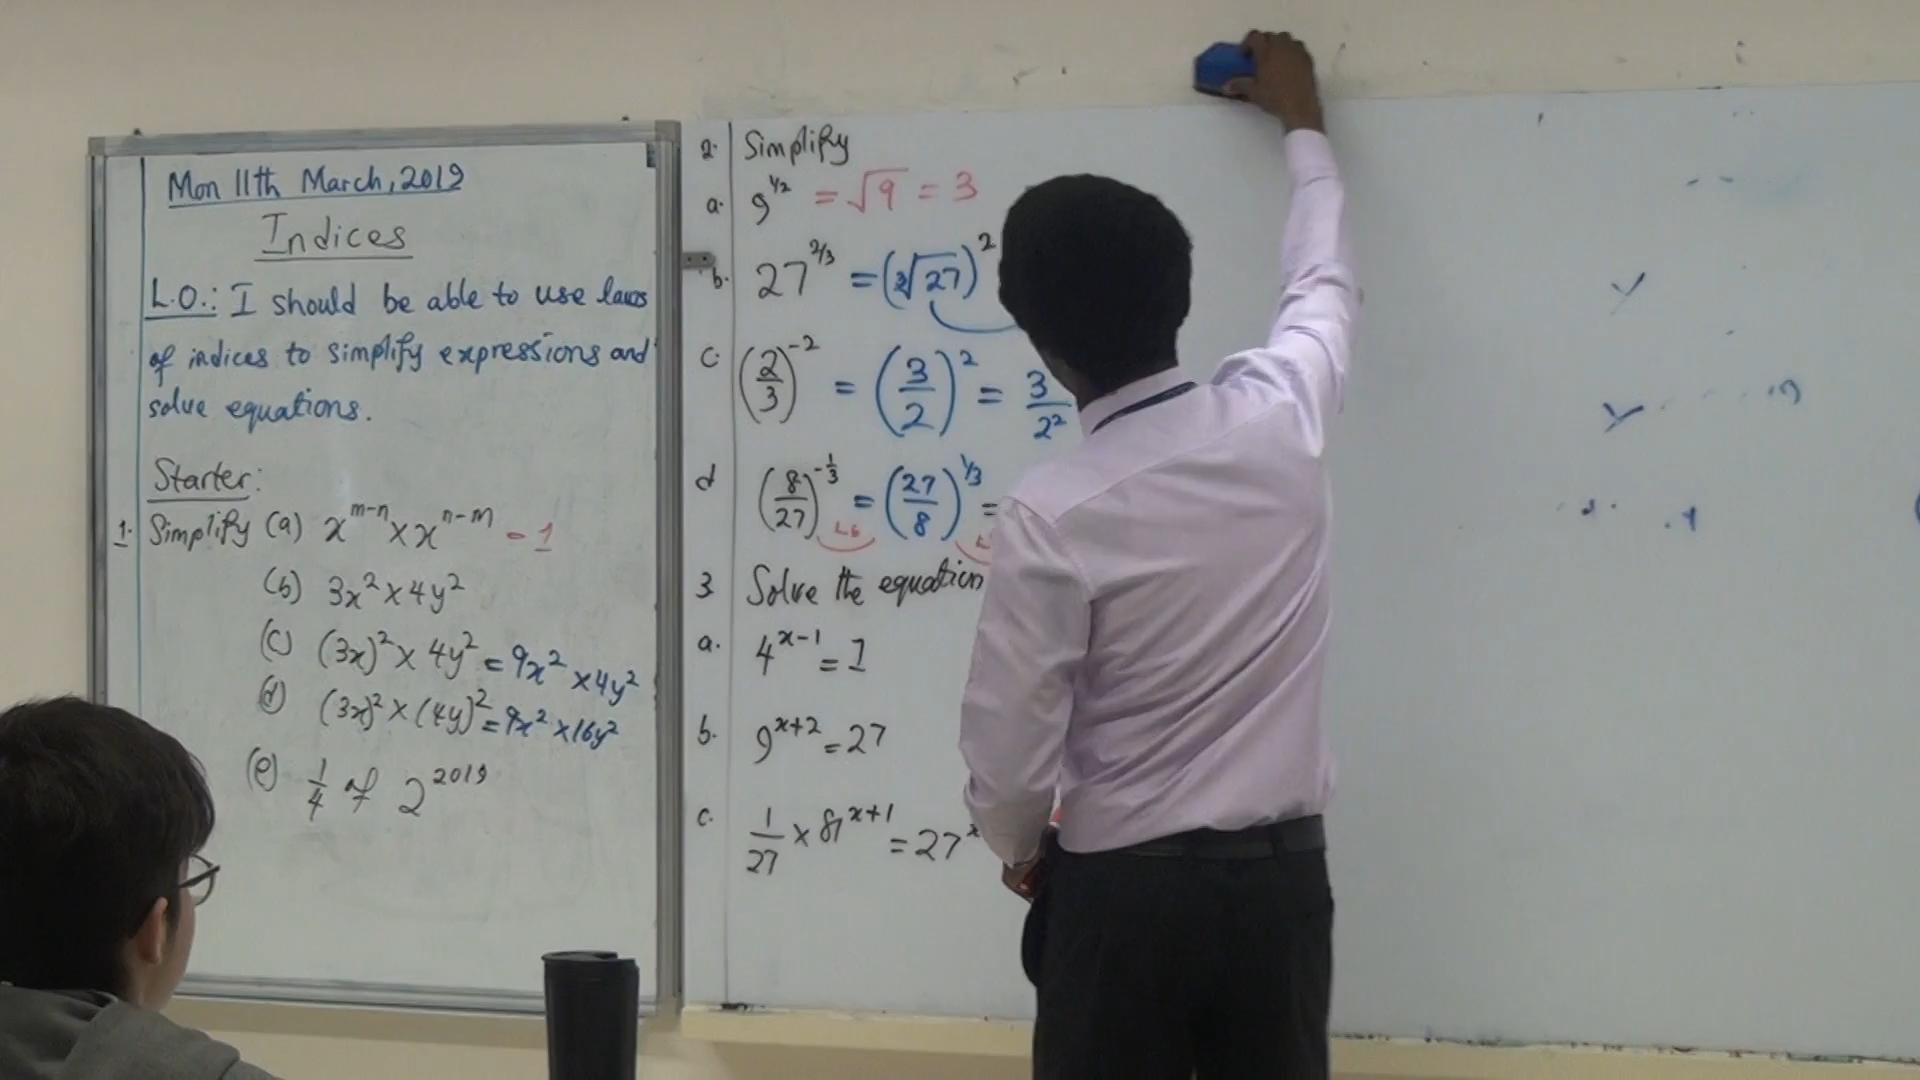 Mon 11th March, 2019
Indices
L.O.: I should be able to use laws
of indices to simplify expressions and
solve equations.
Starter:
1. Simplify (a) x^(m-n) × x^(n-m) = 1
(b) 3x² × 4y²
(c) (3x)² × 4y² = 9x² × 4y²
(d) (3x)² × (4y)² = 9x² × 16y²
(e) 1/4 of 2^2019
2. Simplify
a. 9^(1/2) = √9 = 3
b. 27^(2/3) = (∛27)²
c. (2/3)^(-2) = (3/2)² = 3/2²
d (8/27)^(-1/3) = (27/8)^(1/3) =
3 Solve the equation
a. 4^(x-1) = 1
b. 9^(x+2) = 27
c. 1/27 × 81^(x+1) = 27^x